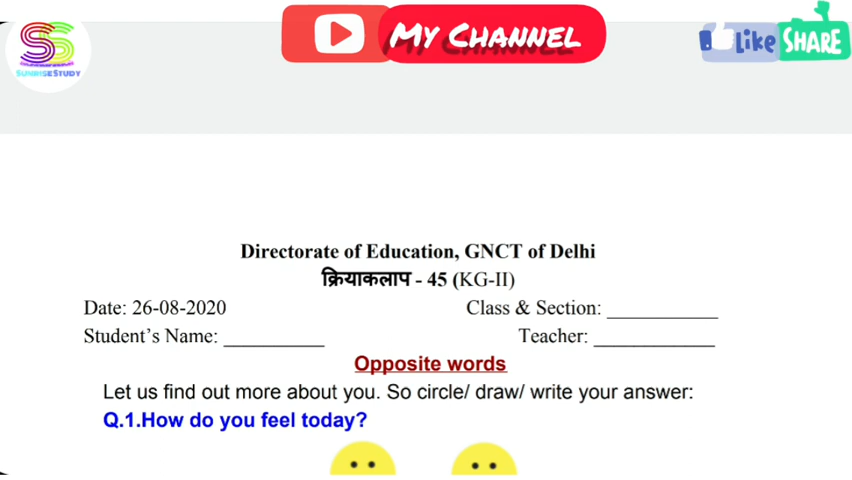 SS
SUNRISESTUDY
MY CHANNEL
Like SHARE
Directorate of Education, GNCT of Delhi
क्रियाकलाप - 45 (KG-II)
Date: 26-08-2020 Class & Section: ___________
Student’s Name: __________ Teacher: ____________
Opposite words
Let us find out more about you. So circle/ draw/ write your answer:
Q.1.How do you feel today?